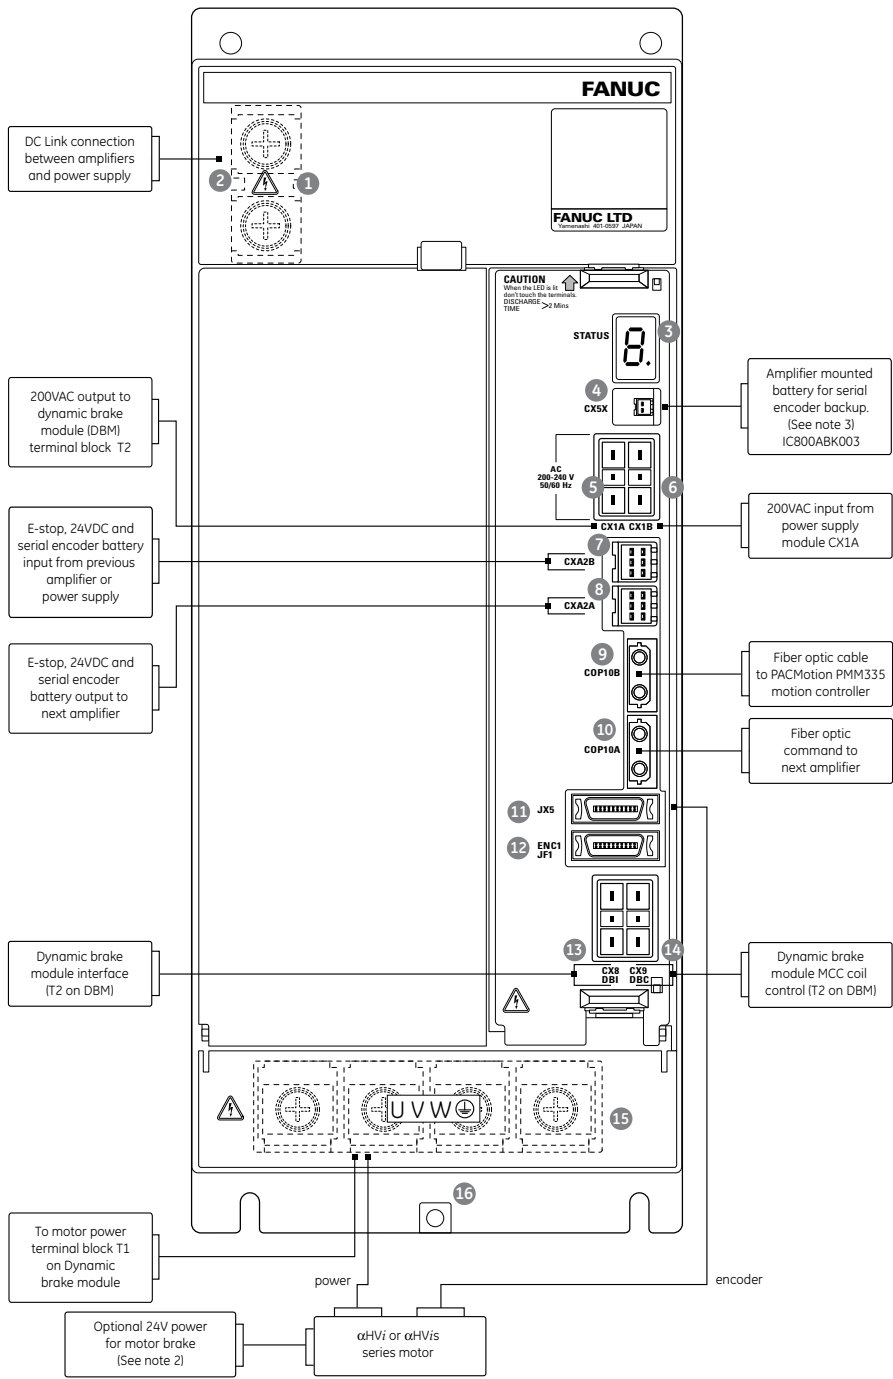 FANUC
DC Link connection
between amplifiers
and power supply
2
1
FANUC LTD
Yamanashi 401-0597 JAPAN
CAUTION
When the LED is lit
don't touch the terminals.
DISCHARGE
TIME >2 Mins
STATUS
8.
3
4
CX5X
Amplifier mounted
battery for serial
encoder backup.
(See note 3)
IC800ABK003
200VAC output to
dynamic brake
module (DBM)
terminal block T2
AC
200-240 V
50/60 Hz
5
6
CX1A CX1B
200VAC input from
power supply
module CX1A
E-stop, 24VDC and
serial encoder battery
input from previous
amplifier or
power supply
7
CXA2B
8
CXA2A
E-stop, 24VDC and
serial encoder
battery output to
next amplifier
9
COP10B
Fiber optic cable
to PACMotion PMM335
motion controller
10
COP10A
Fiber optic
command to
next amplifier
11 JX5
12 ENC1
JF1
13
14
CX8 CX9
DBI DBC
Dynamic brake
module interface
(T2 on DBM)
Dynamic brake
module MCC coil
control (T2 on DBM)
U V W
15
16
To motor power
terminal block T1
on Dynamic
brake module
power
encoder
Optional 24V power
for motor brake
(See note 2)
αHVi or αHVis
series motor